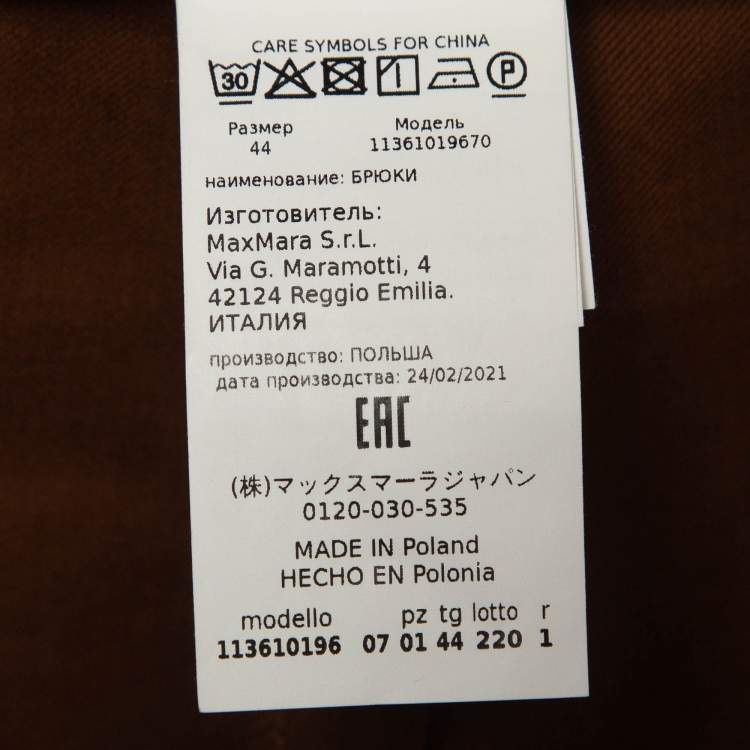 CARE SYMBOLS FOR CHINA
30 P
Размер Модель
44 11361019670
наименование: БРЮКИ
Изготовитель:
MaxMara S.r.L.
Via G. Maramotti, 4
42124 Reggio Emilia.
ИТАЛИЯ
производство: ПОЛЬША
дата производства: 24/02/2021
EAC
(株)マックスマーラジャパン
0120-030-535
MADE IN Poland
HECHO EN Polonia
modello pz tg lotto r
113610196 07 01 44 220 1